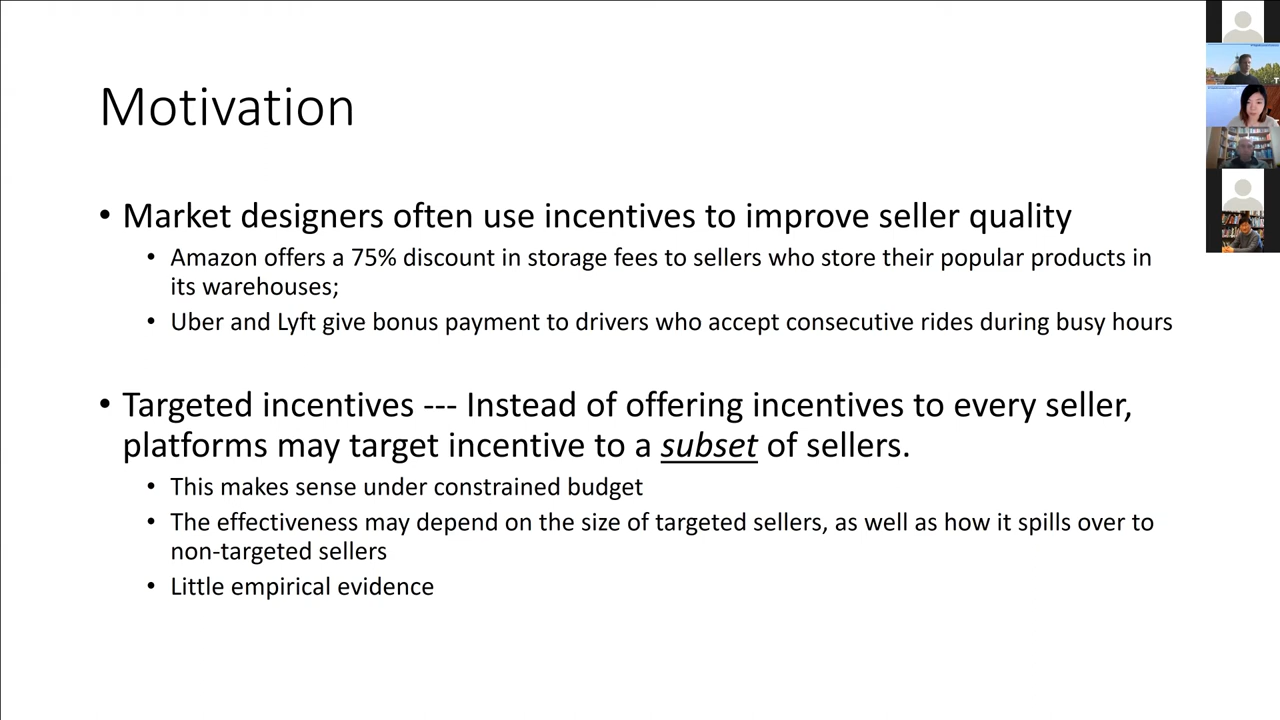 Motivation
• Market designers often use incentives to improve seller quality
• Amazon offers a 75% discount in storage fees to sellers who store their popular products in
its warehouses;
• Uber and Lyft give bonus payment to drivers who accept consecutive rides during busy hours
• Targeted incentives --- Instead of offering incentives to every seller,
platforms may target incentive to a subset of sellers.
• This makes sense under constrained budget
• The effectiveness may depend on the size of targeted sellers, as well as how it spills over to
non-targeted sellers
• Little empirical evidence